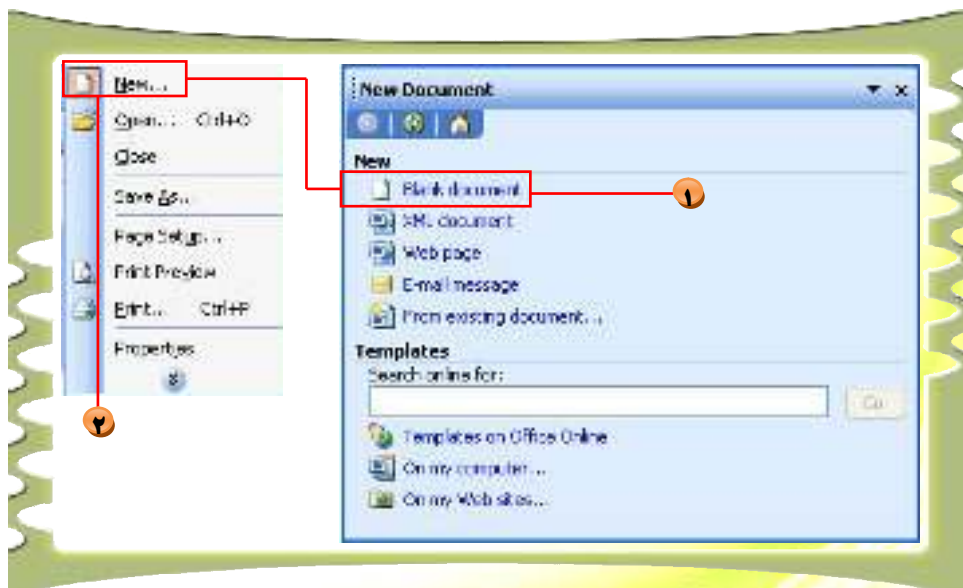 New...
Open... Ctrl+O
Close
Save As...
Page Setup...
Print Preview
Print... Ctrl+P
Properties
۲
New Document
New
Blank document
۱
XML document
Web page
E-mail message
From existing document...
Templates
Search online for:
Go
Templates on Office Online
On my computer...
On my Web sites...